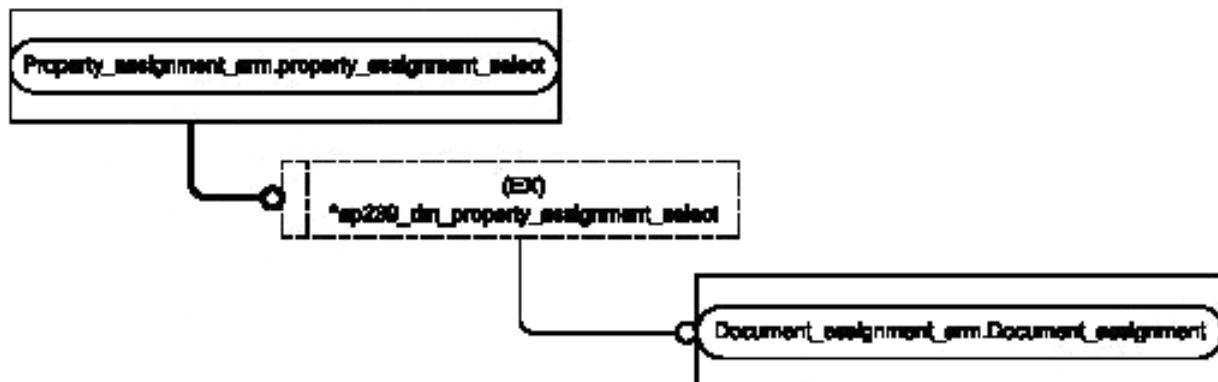 Property_assignment_arm.property_assignment_select
(EX)
*ap239_dm_property_assignment_select
Document_assignment_arm.Document_assignment